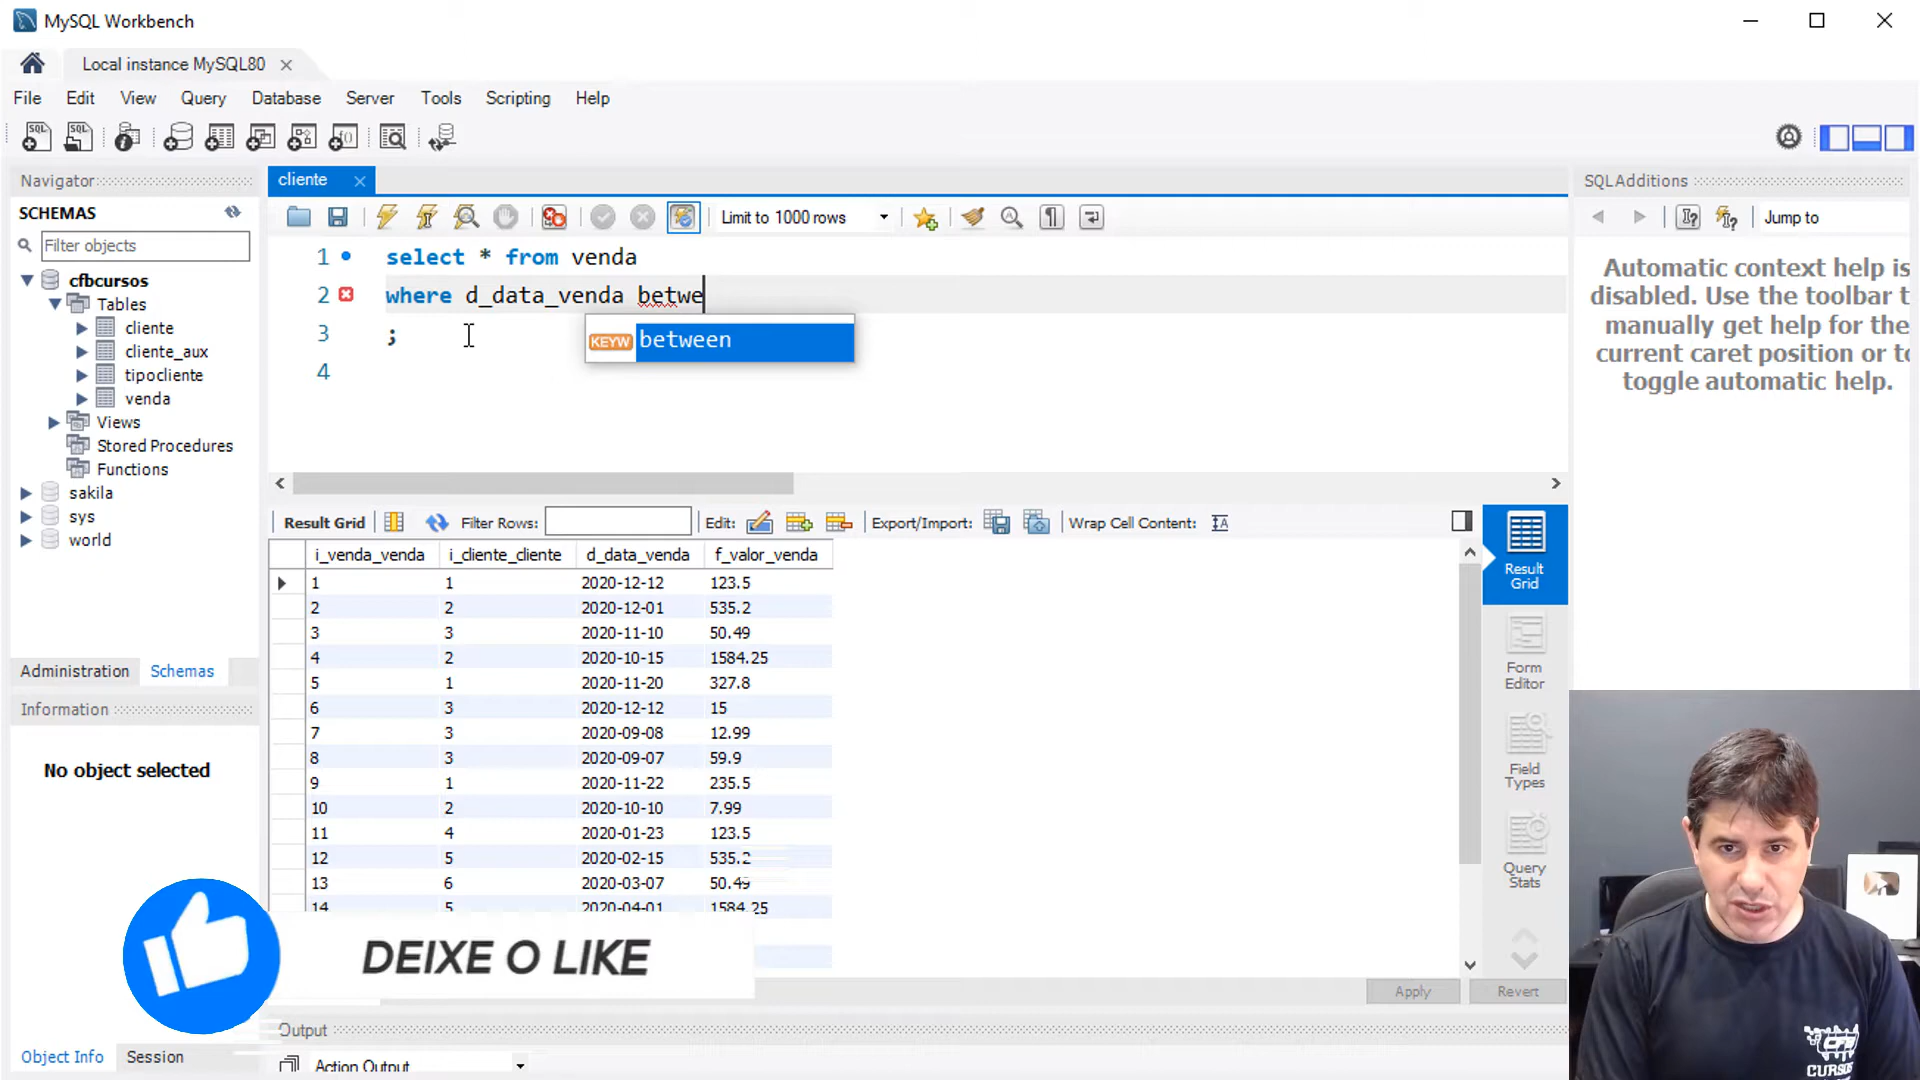 MySQL Workbench
Local instance MySQL80
File Edit View Query Database Server Tools Scripting Help
Navigator
SCHEMAS
Filter objects
cfbcursos
Tables
cliente
cliente_aux
tipocliente
venda
Views
Stored Procedures
Functions
sakila
sys
world
Administration Schemas
Information
No object selected
Object Info Session
cliente
Limit to 1000 rows
1 select * from venda
2 where d_data_venda betwe
3 ;
4
KEYW between
Result Grid Filter Rows: Edit: Export/Import: Wrap Cell Content:
i_venda_venda i_cliente_cliente d_data_venda f_valor_venda
1 1 2020-12-12 123.5
2 2 2020-12-01 535.2
3 3 2020-11-10 50.49
4 2 2020-10-15 1584.25
5 1 2020-11-20 327.8
6 3 2020-12-12 15
7 3 2020-09-08 12.99
8 3 2020-09-07 59.9
9 1 2020-11-22 235.5
10 2 2020-10-10 7.99
11 4 2020-01-23 123.5
12 5 2020-02-15 535.2
13 6 2020-03-07 50.49
14 5 2020-04-01 1584.25
DEIXE O LIKE
Result Grid
Form Editor
Field Types
Query Stats
Apply Revert
Output
Action Output
SQLAdditions
Jump to
Automatic context help is
disabled. Use the toolbar t
manually get help for the
current caret position or to
toggle automatic help.
CFB
CURSOS